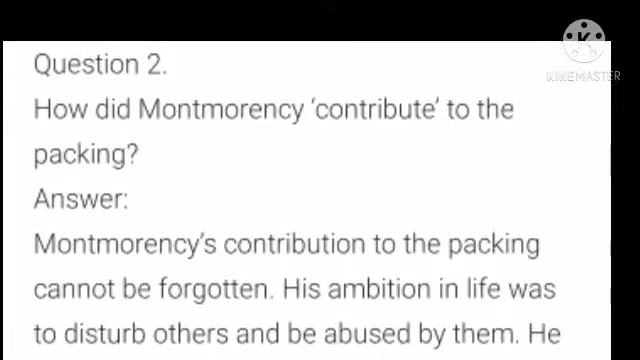 Question 2.
How did Montmorency ‘contribute’ to the
packing?
Answer:
Montmorency’s contribution to the packing
cannot be forgotten. His ambition in life was
to disturb others and be abused by them. He
KINEMASTER